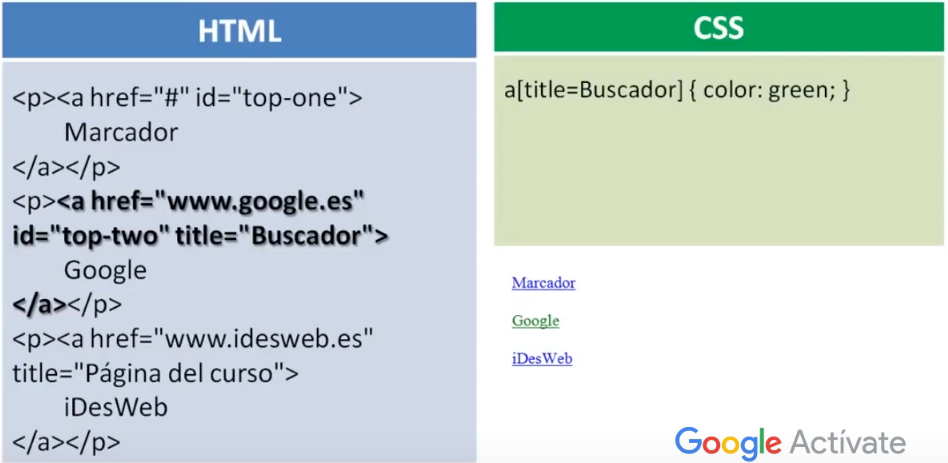 HTML
<p><a href="#" id="top-one">
Marcador
</a></p>
<p><a href="www.google.es"
id="top-two" title="Buscador">
Google
</a></p>
<p><a href="www.idesweb.es"
title="Página del curso">
iDesWeb
</a></p>
CSS
a[title=Buscador] { color: green; }
Marcador
Google
iDesWeb
Google Actívate